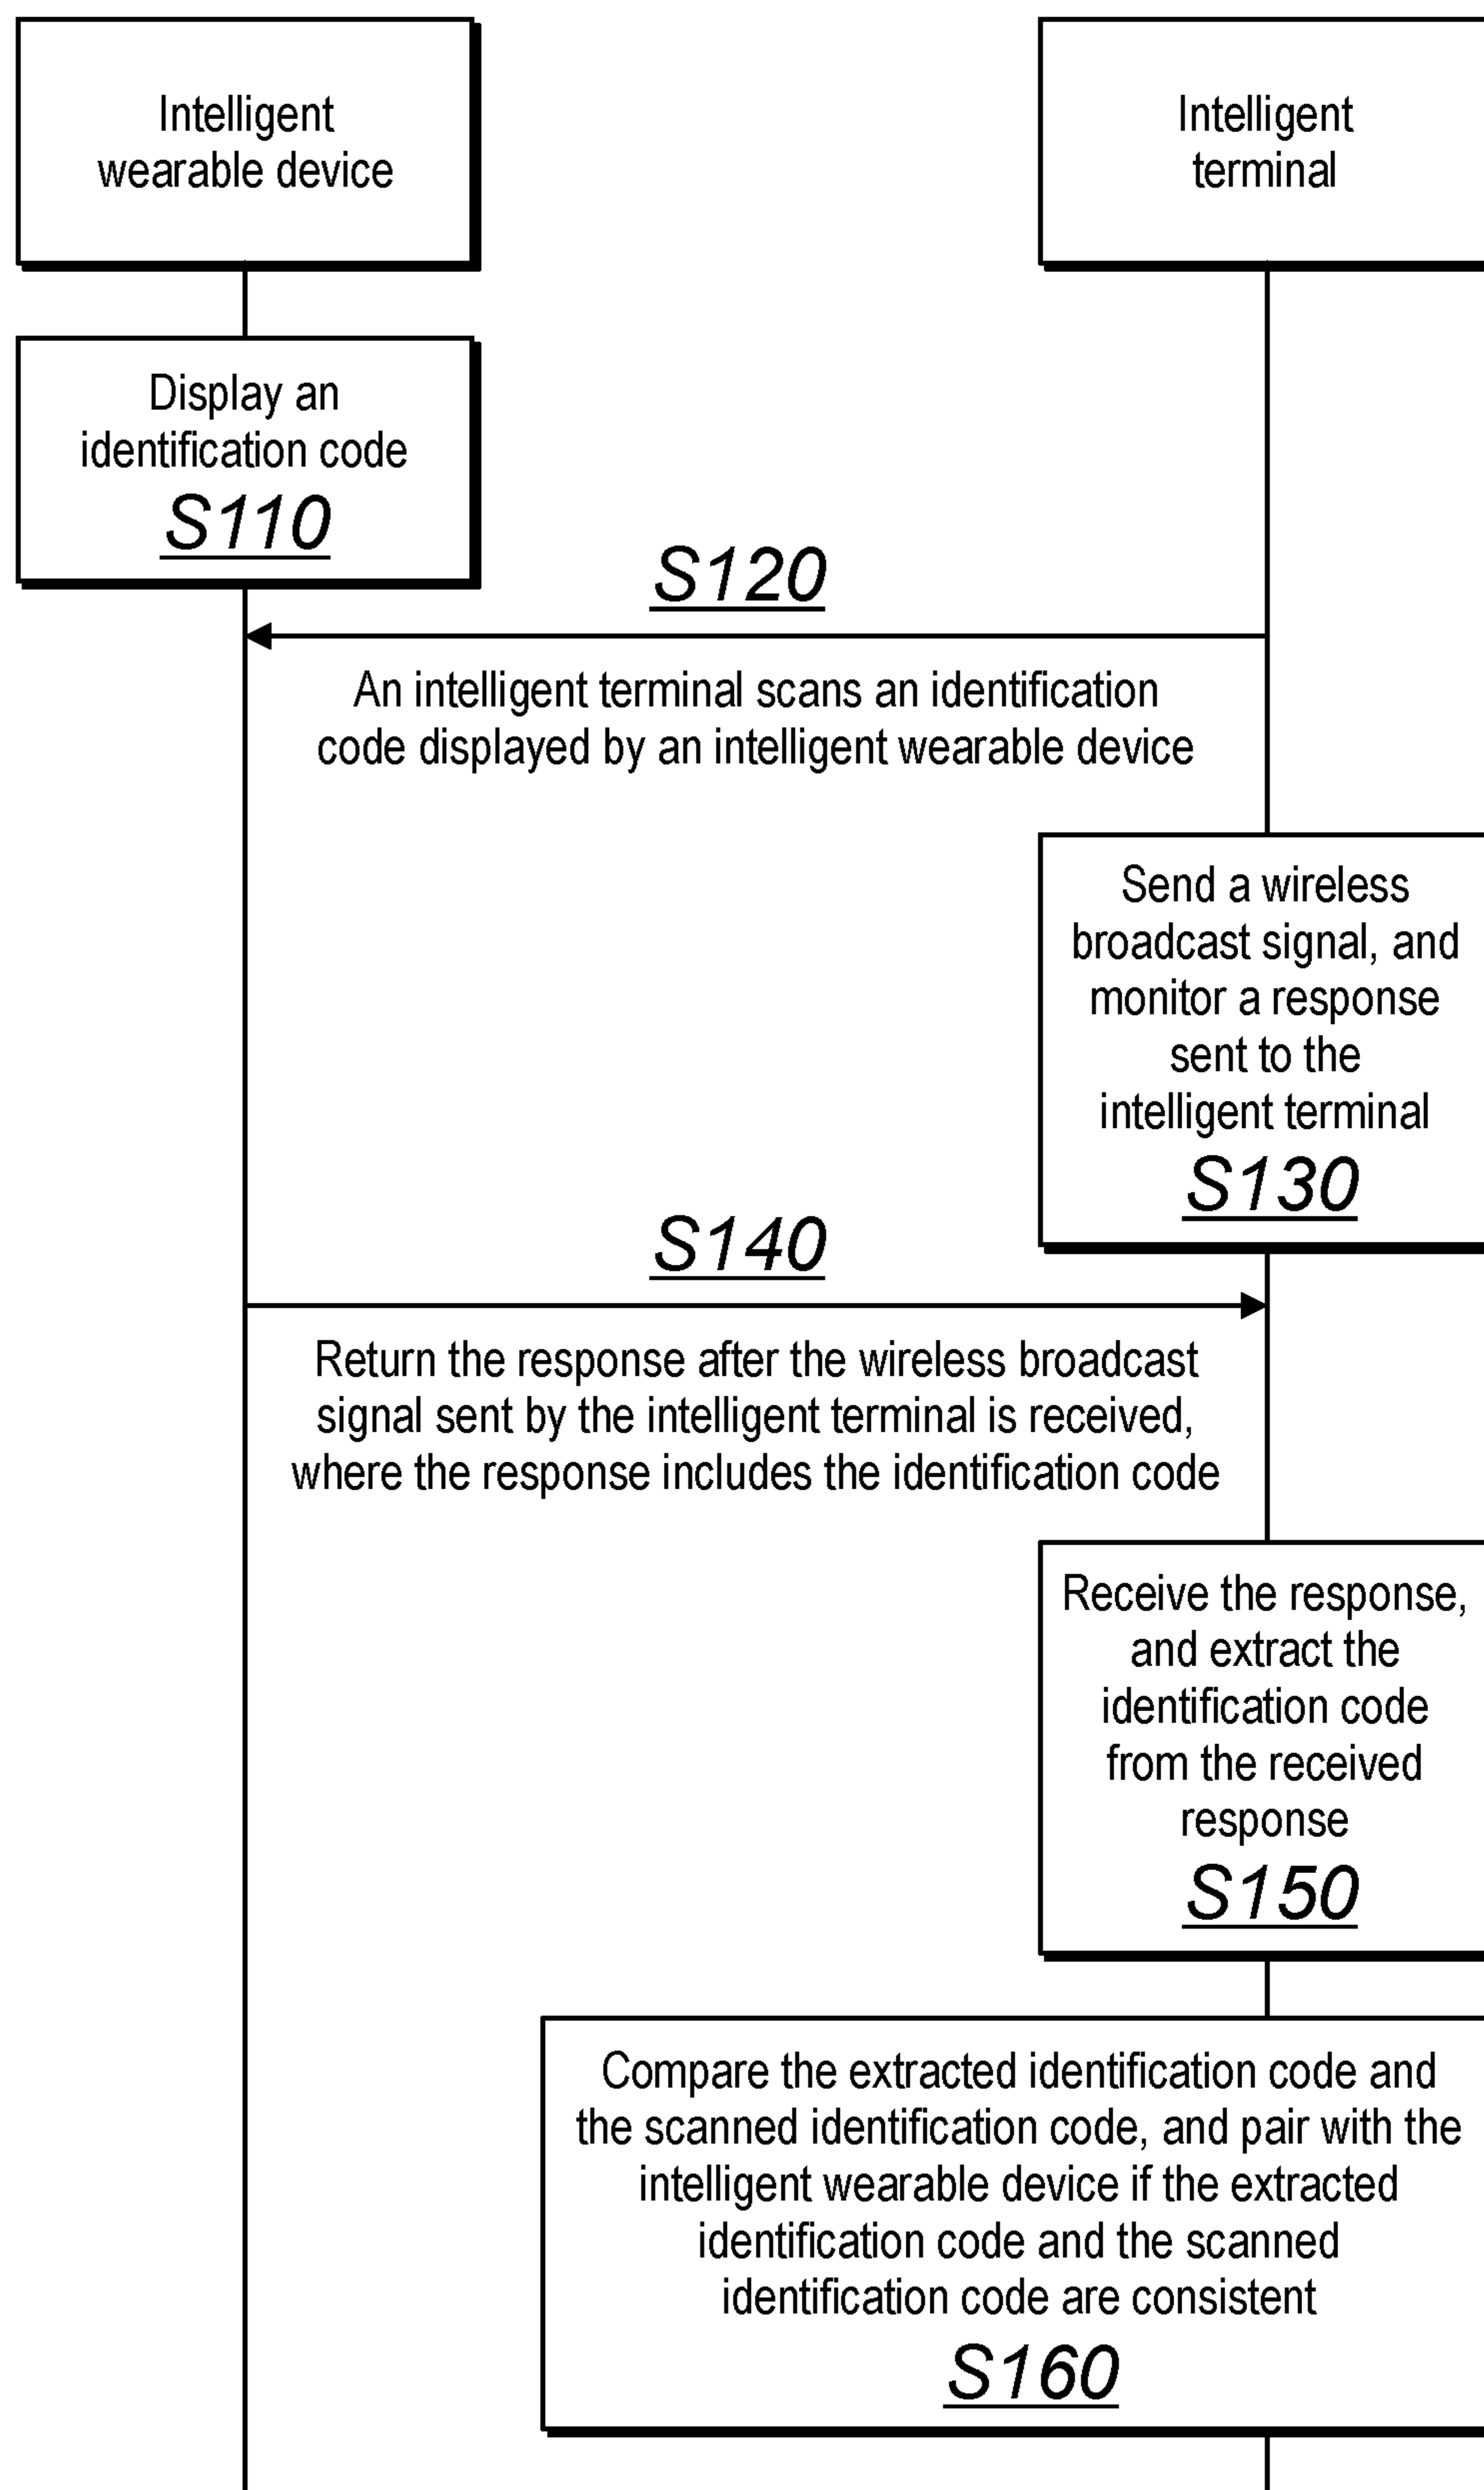 Intelligent
wearable device
Intelligent
terminal
Display an
identification code
S110
S120
An intelligent terminal scans an identification
code displayed by an intelligent wearable device
Send a wireless
broadcast signal, and
monitor a response
sent to the
intelligent terminal
S130
S140
Return the response after the wireless broadcast
signal sent by the intelligent terminal is received,
where the response includes the identification code
Receive the response,
and extract the
identification code
from the received
response
S150
Compare the extracted identification code and
the scanned identification code, and pair with the
intelligent wearable device if the extracted
identification code and the scanned
identification code are consistent
S160